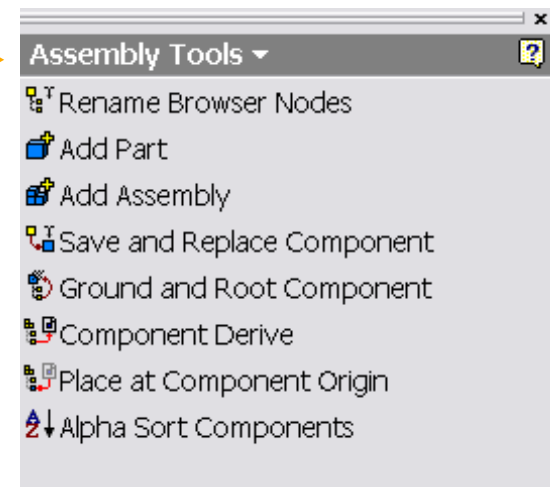 Assembly Tools
Rename Browser Nodes
Add Part
Add Assembly
Save and Replace Component
Ground and Root Component
Component Derive
Place at Component Origin
Alpha Sort Components